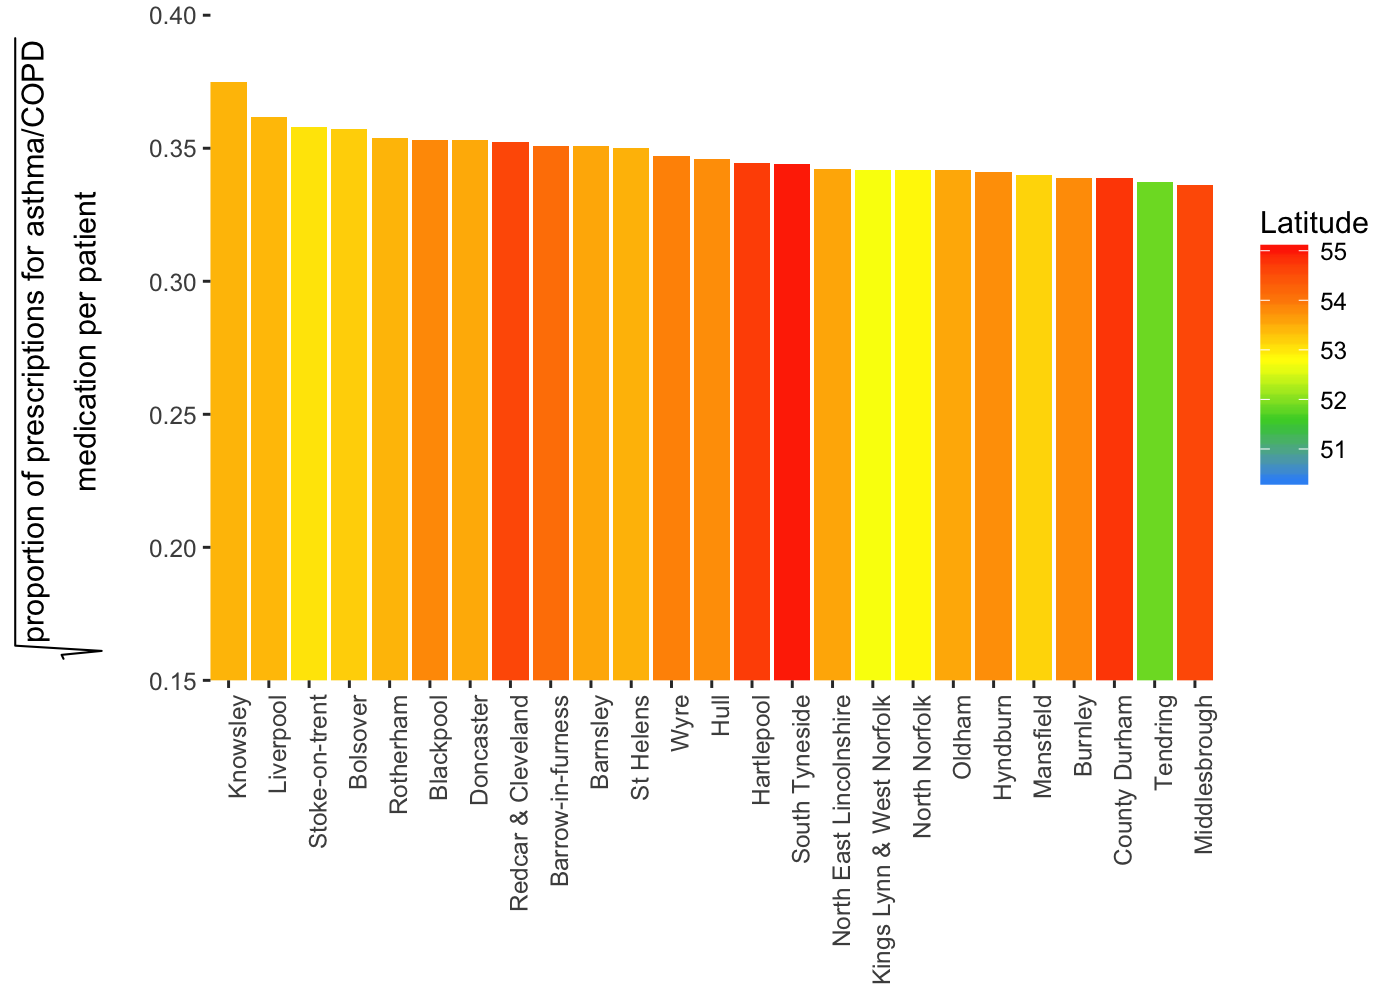 proportion of prescriptions for asthma/COPD
medication per patient
0.40
0.35
0.30
0.25
0.20
0.15
Knowsley
Liverpool
Stoke-on-trent
Bolsover
Rotherham
Blackpool
Doncaster
Redcar & Cleveland
Barrow-in-furness
Barnsley
St Helens
Wyre
Hull
Hartlepool
South Tyneside
North East Lincolnshire
Kings Lynn & West Norfolk
North Norfolk
Oldham
Hyndburn
Mansfield
Burnley
County Durham
Tendring
Middlesbrough
Latitude
55
54
53
52
51